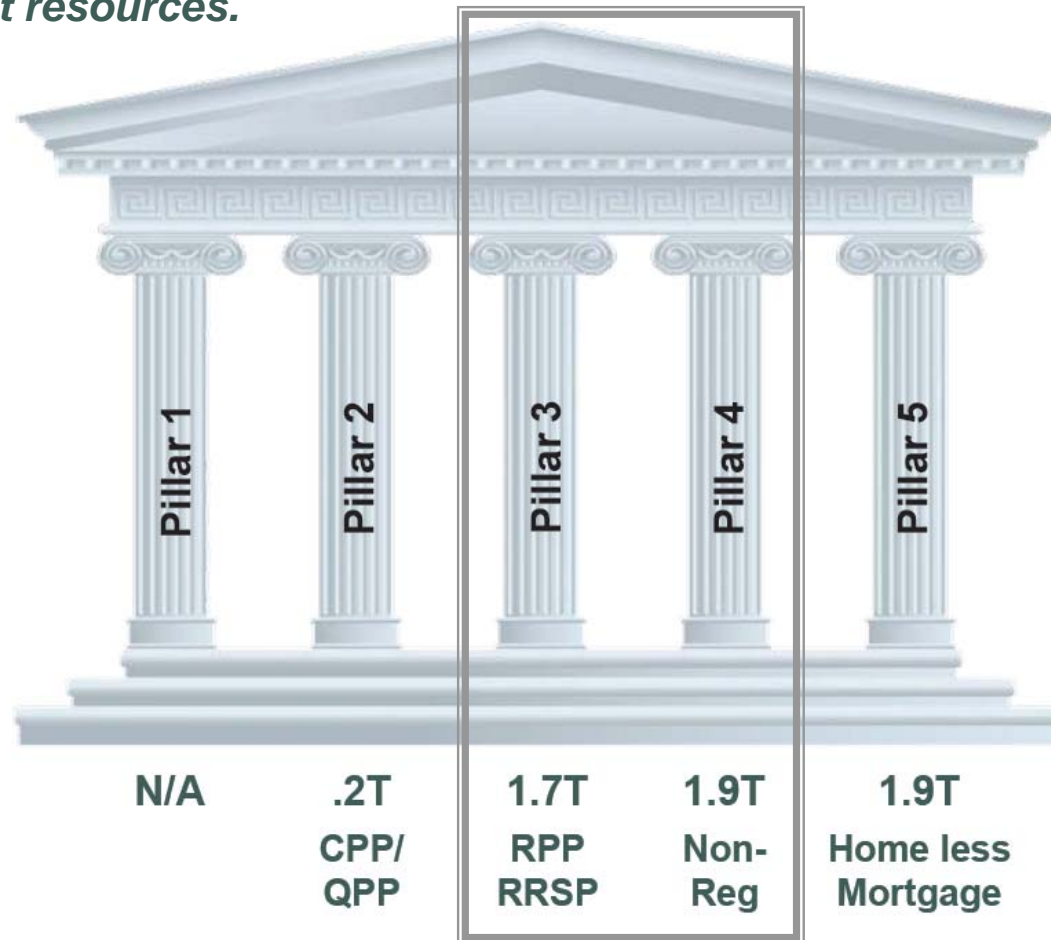 t resources.
Pillar 1
Pillar 2
Pillar 3
Pillar 4
Pillar 5
N/A
.2T
1.7T
1.9T
1.9T
CPP/
QPP
RPP
RRSP
Non-
Reg
Home less
Mortgage